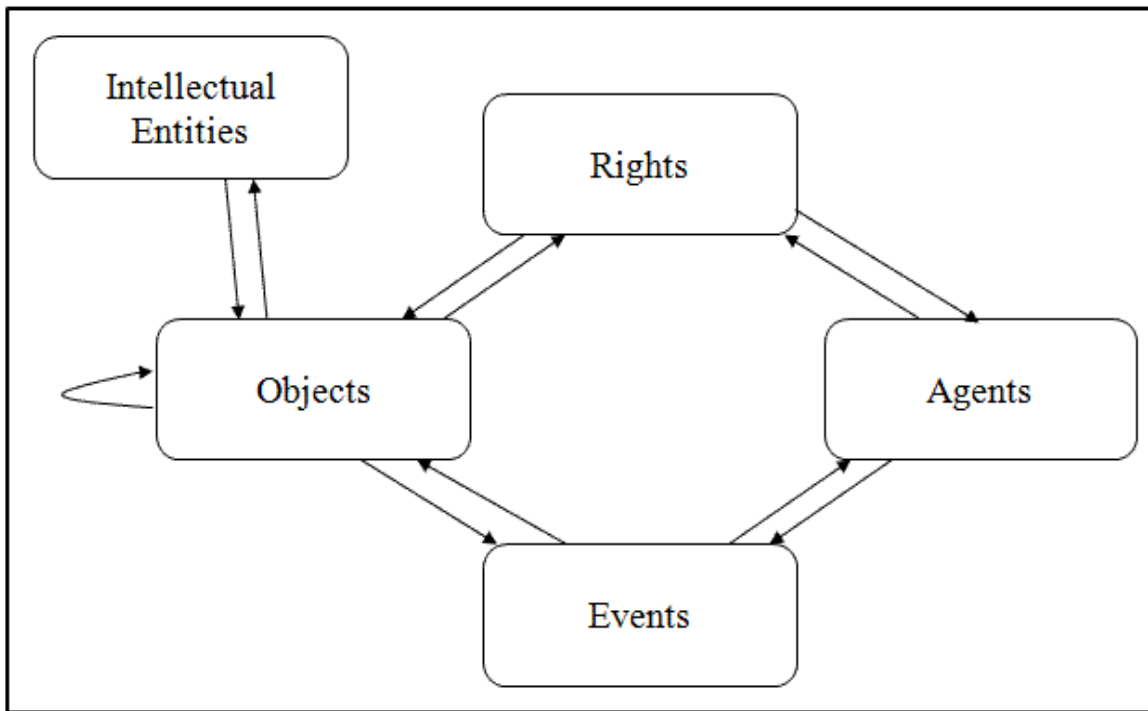 Intellectual
Entities
Rights
Objects
Agents
Events